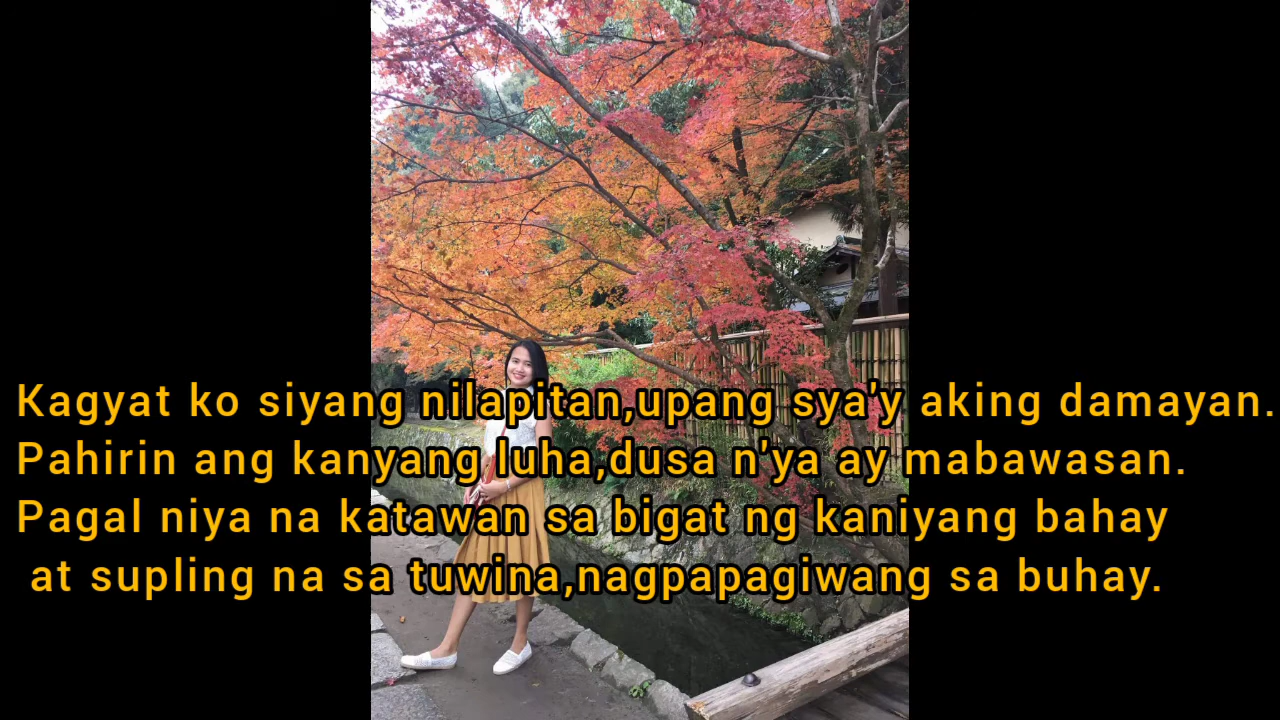 Kagyat ko siyang nilapitan,upang sya'y aking damayan.
Pahirin ang kanyang luha,dusa n'ya ay mabawasan.
Pagal niya na katawan sa bigat ng kaniyang bahay
at supling na sa tuwina,nagpapagiwang sa buhay.